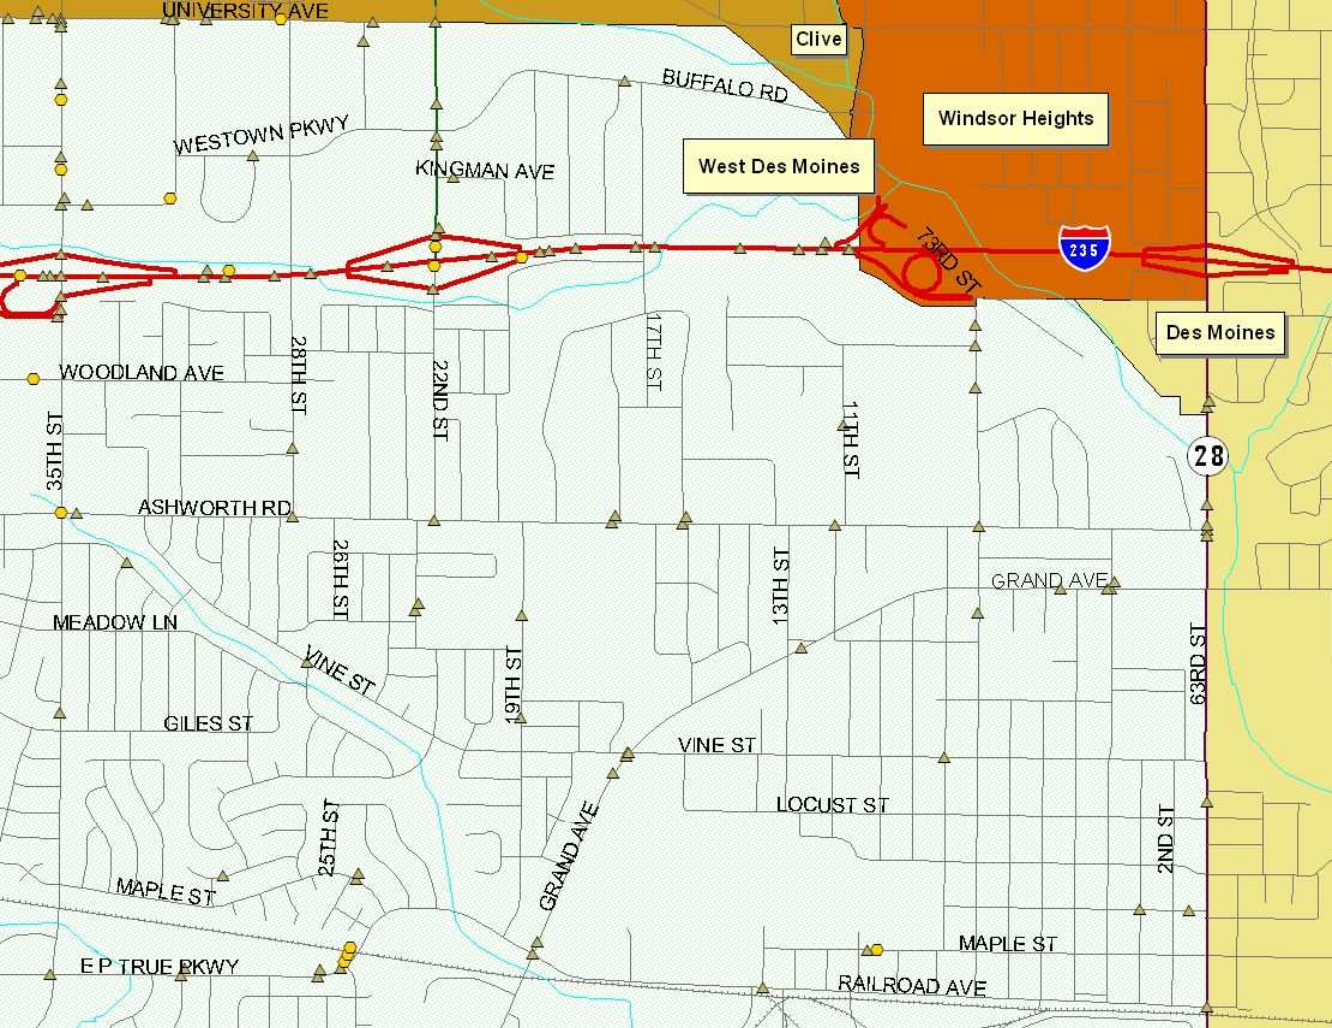 UNIVERSITY AVE
Clive
BUFFALO RD
Windsor Heights
WESTOWN PKWY
West Des Moines
KINGMAN AVE
73RD ST
235
Des Moines
28TH ST
17TH ST
WOODLAND AVE
22ND ST
35TH ST
11TH ST
28
ASHWORTH RD
26TH ST
13TH ST
GRAND AVE
MEADOW LN
VINE ST
19TH ST
63RD ST
GILES ST
VINE ST
LOCUST ST
25TH ST
GRAND AVE
2ND ST
MAPLE ST
MAPLE ST
E P TRUE PKWY
RAILROAD AVE